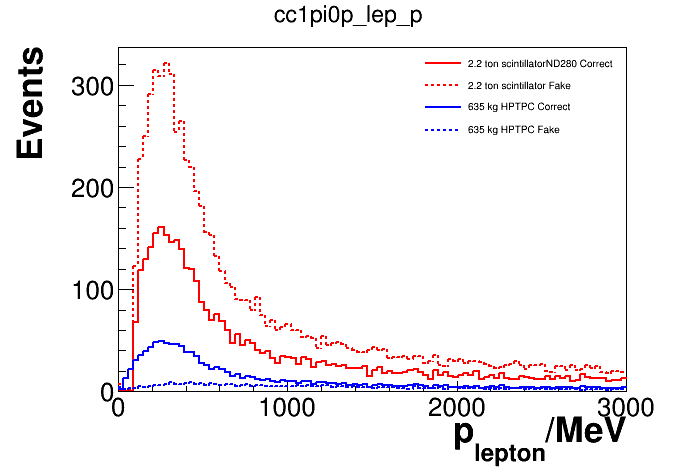 cc1pi0p_lep_p
Events
300
200
100
0
2.2 ton scintillatorND280 Correct
2.2 ton scintillator Fake
635 kg HPTPC Correct
635 kg HPTPC Fake
0 1000 2000 3000
p_lepton/MeV